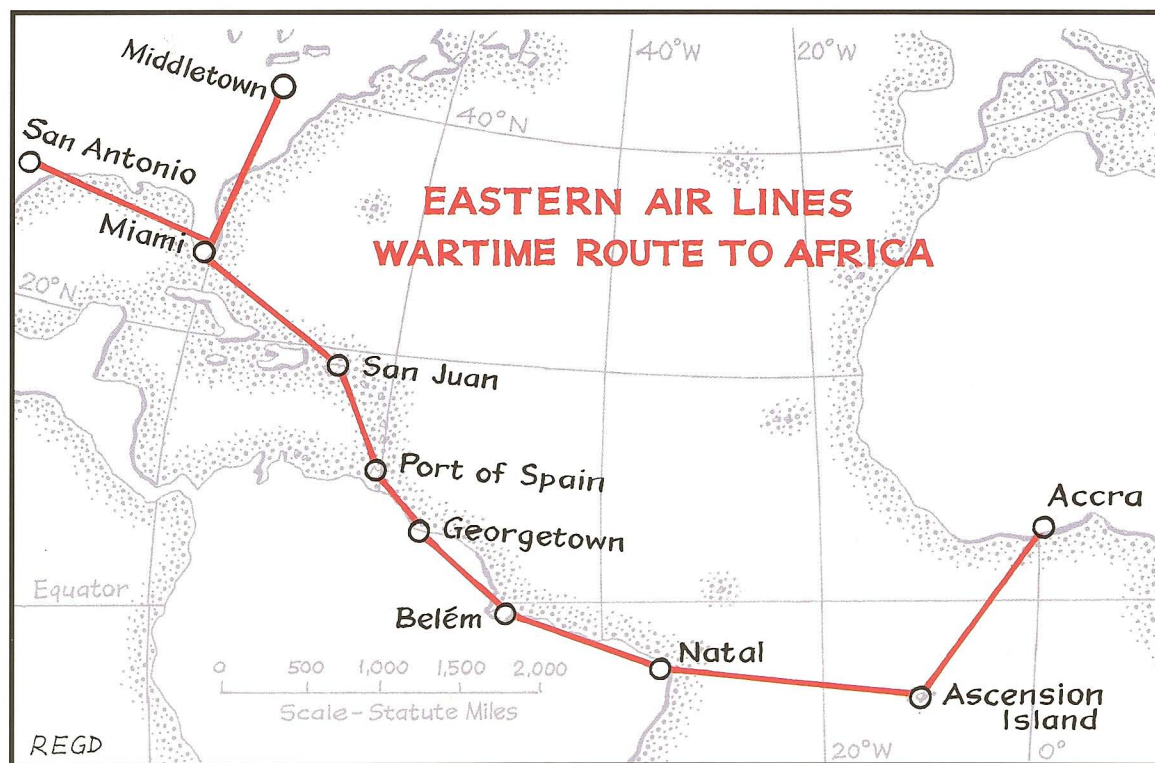 40°W
20°W
Middletown
40°N
San Antonio
EASTERN AIR LINES
WARTIME ROUTE TO AFRICA
Miami
20°N
San Juan
Port of Spain
Accra
Georgetown
Equator
Belém
Natal
0 500 1,000 1,500 2,000
Scale-Statute Miles
Ascension
Island
REGD
20°W
0°